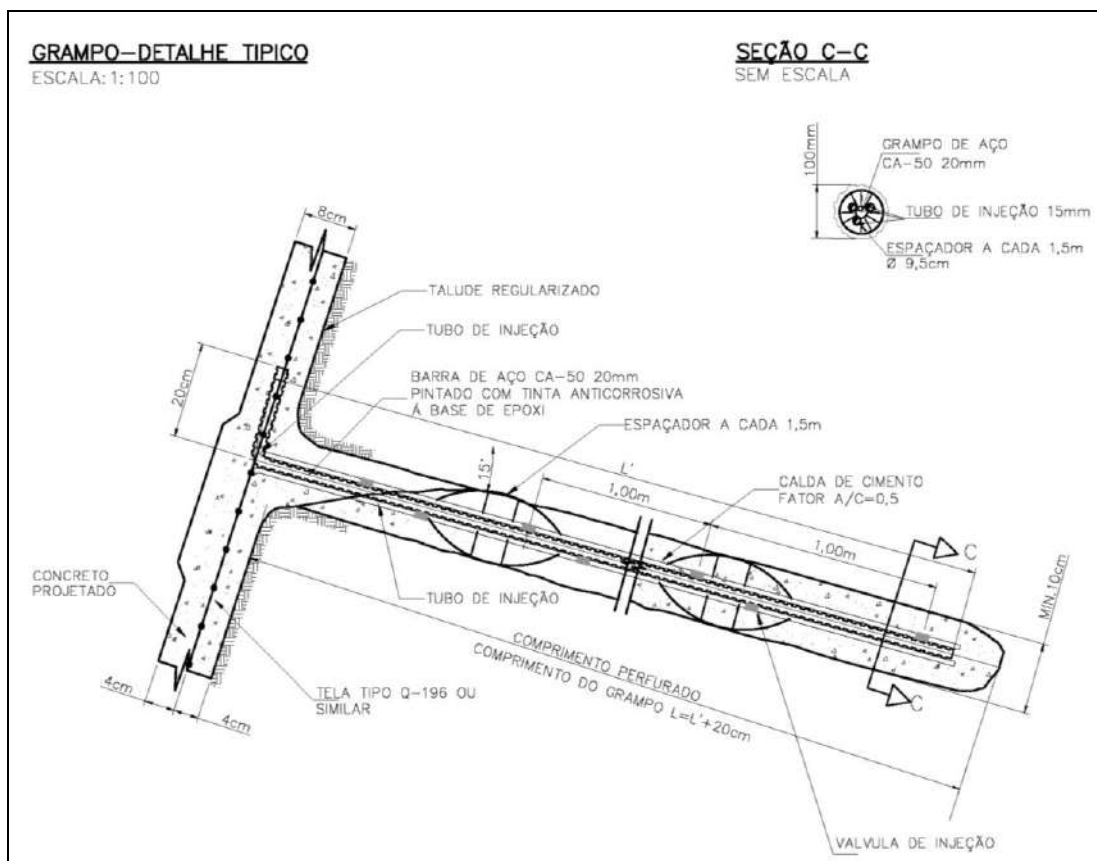 GRAMPO-DETALHE TIPICO
ESCALA: 1:100
SEÇÃO C-C
SEM ESCALA
100mm
GRAMPO DE AÇO
CA-50 20mm
TUBO DE INJEÇÃO 15mm
ESPAÇADOR A CADA 1,5m
Ø 9,5cm
8cm
TALUDE REGULARIZADO
TUBO DE INJEÇÃO
20cm
BARRA DE AÇO CA-50 20mm
PINTADO COM TINTA ANTICORROSIVA
À BASE DE EPOXI
ESPAÇADOR A CADA 1,5m
15'
L'
1,00m
CALDA DE CIMENTO
FATOR A/C=0,5
1,00m
C
MIN.10cm
CONCRETO
PROJETADO
TUBO DE INJEÇÃO
COMPRIMENTO PERFURADO
COMPRIMENTO DO GRAMPO L=L'+20cm
C
4cm
4cm
TELA TIPO Q-196 OU
SIMILAR
VALVULA DE INJEÇÃO